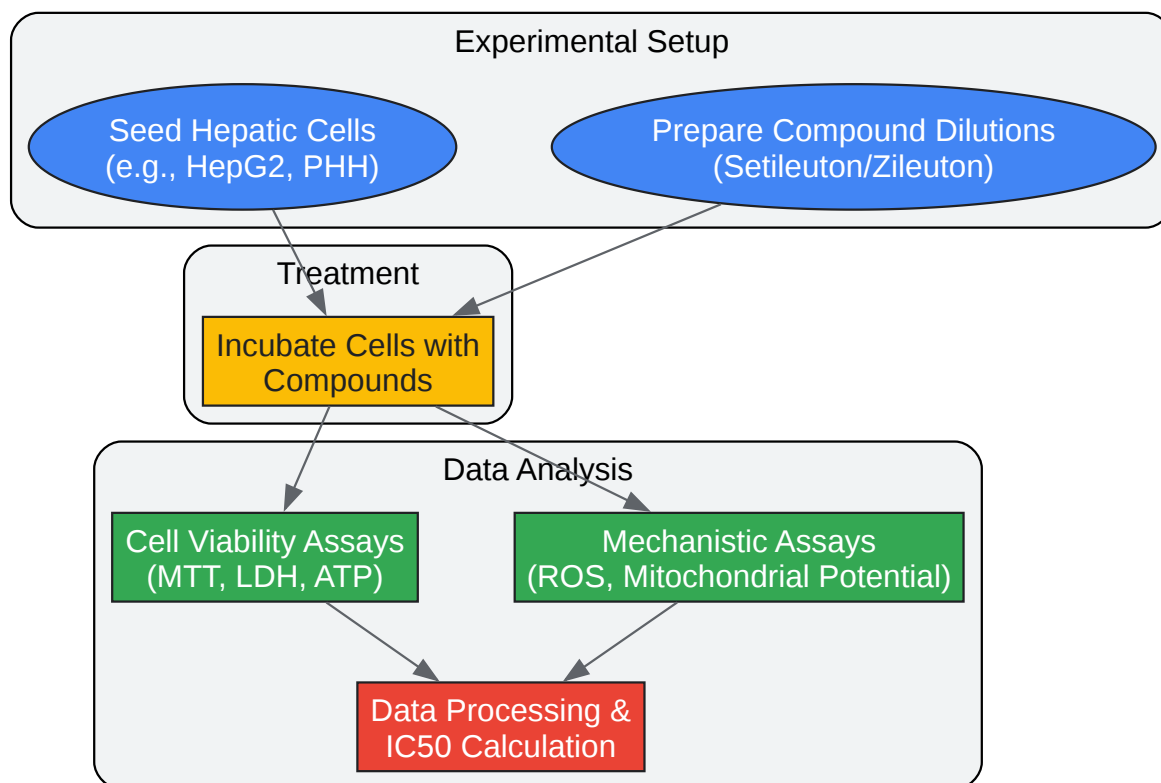 Experimental Setup
Seed Hepatic Cells
(e.g., HepG2, PHH)
Prepare Compound Dilutions
(Setileuton/Zileuton)
Treatment
Incubate Cells with
Compounds
Data Analysis
Cell Viability Assays
(MTT, LDH, ATP)
Mechanistic Assays
(ROS, Mitochondrial Potential)
Data Processing &
IC50 Calculation